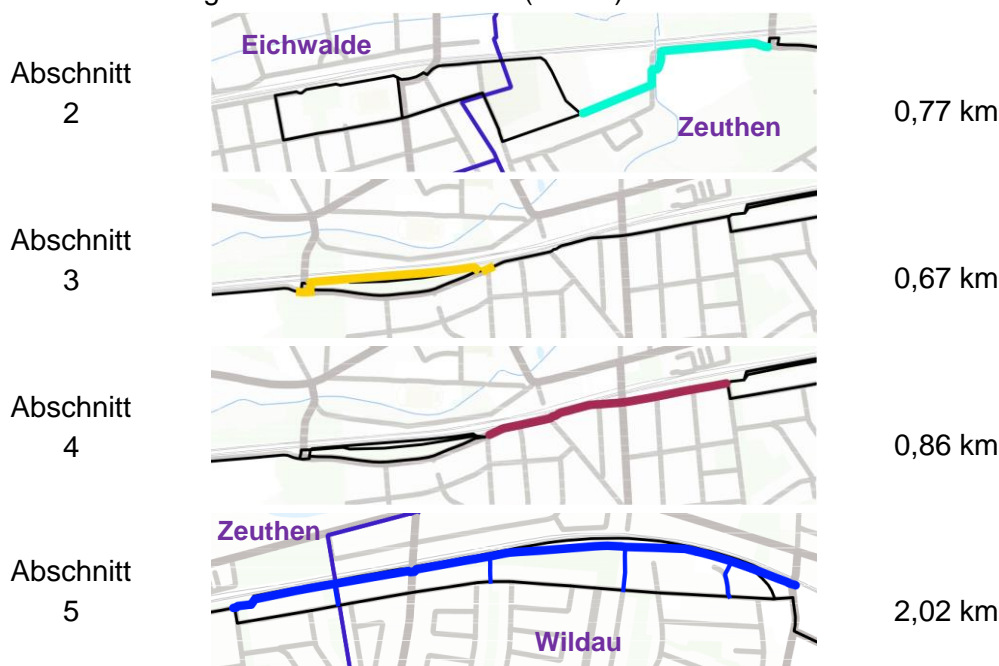 Eichwalde
Abschnitt
2
Zeuthen
0,77 km
Abschnitt
3
0,67 km
Abschnitt
4
0,86 km
Zeuthen
Abschnitt
5
Wildau
2,02 km